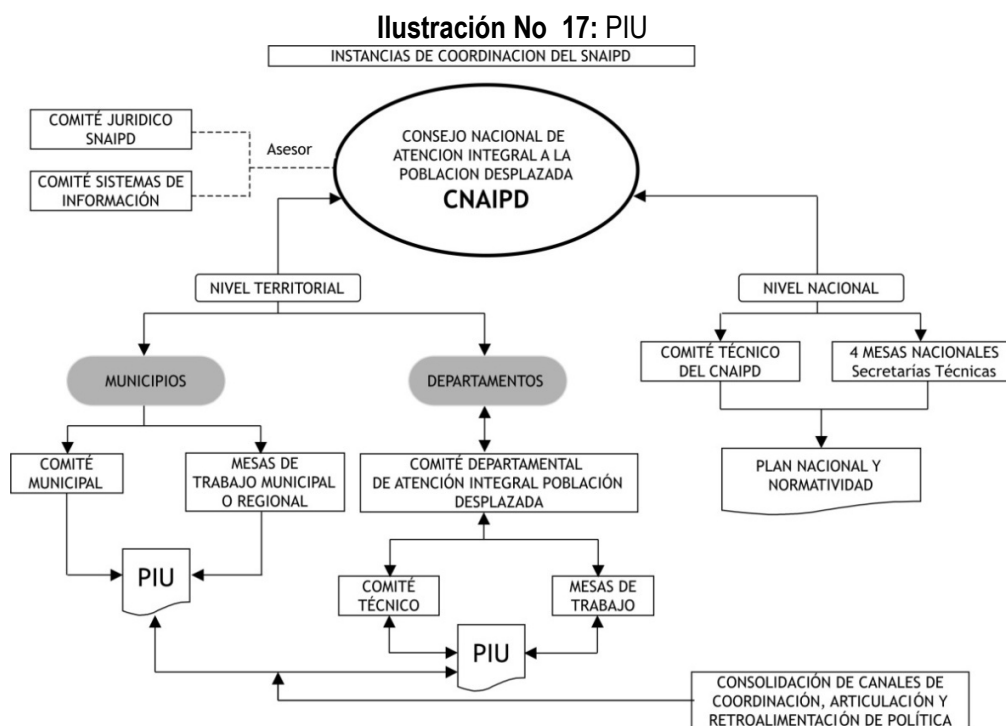 Ilustración No 17: PIU
INSTANCIAS DE COORDINACION DEL SNAIPD
COMITÉ JURIDICO
SNAIPD
Asesor
COMITÉ SISTEMAS DE
INFORMACIÓN
CONSEJO NACIONAL DE
ATENCION INTEGRAL A LA
POBLACION DESPLAZADA
CNAIPD
NIVEL TERRITORIAL
NIVEL NACIONAL
MUNICIPIOS
DEPARTAMENTOS
COMITÉ TÉCNICO
DEL CNAIPD
4 MESAS NACIONALES
Secretarías Técnicas
COMITÉ
MUNICIPAL
MESAS DE
TRABAJO MUNICIPAL
O REGIONAL
COMITÉ DEPARTAMENTAL
DE ATENCIÓN INTEGRAL POBLACIÓN
DESPLAZADA
PLAN NACIONAL Y
NORMATIVIDAD
PIU
COMITÉ
TÉCNICO
MESAS DE
TRABAJO
PIU
CONSOLIDACIÓN DE CANALES DE
COORDINACIÓN, ARTICULACIÓN Y
RETROALIMENTACIÓN DE POLÍTICA